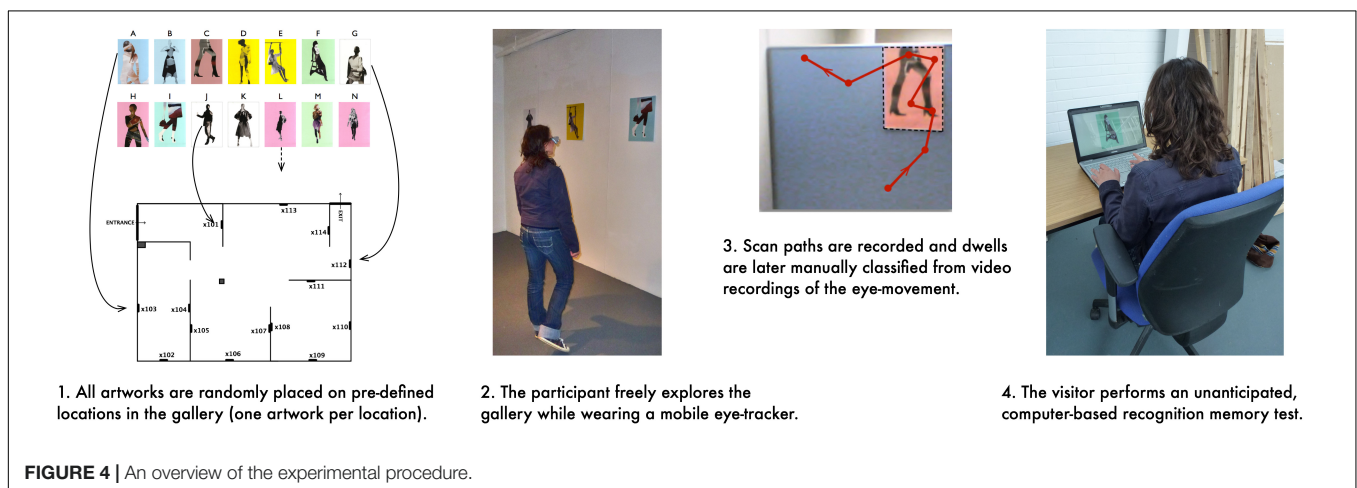 A B C D E F G
H I J K L M N
ENTRANCE
EXIT
x113
x101
x114
x112
x111
x103
x104
x105
x107
x108
x110
x102
x106
x109
1. All artworks are randomly placed on pre-defined
locations in the gallery (one artwork per location).
2. The participant freely explores the
gallery while wearing a mobile eye-tracker.
3. Scan paths are recorded and dwells
are later manually classified from video
recordings of the eye-movement.
4. The visitor performs an unanticipated,
computer-based recognition memory test.
FIGURE 4 | An overview of the experimental procedure.